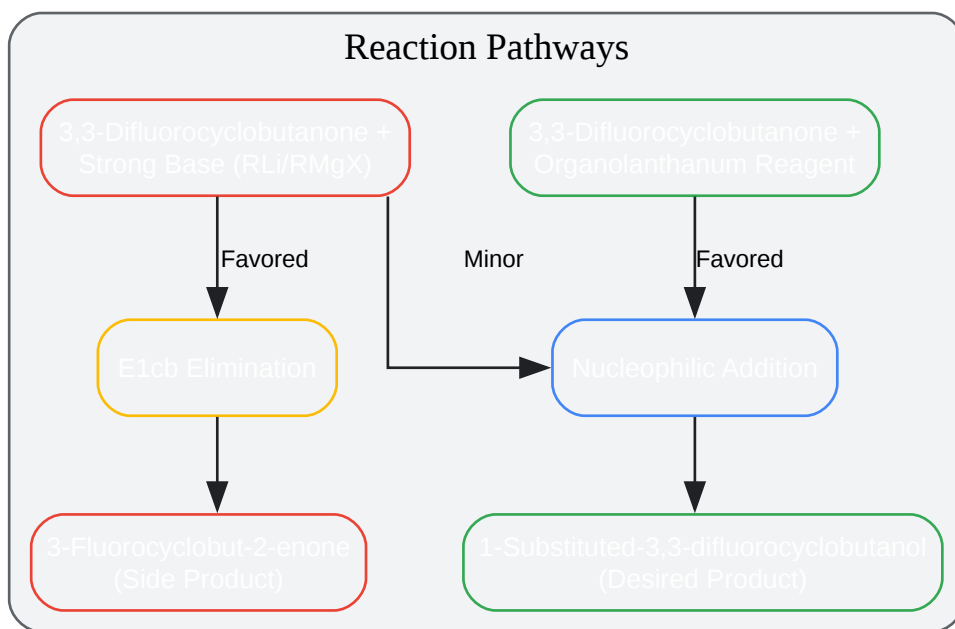 Reaction Pathways
3,3-Difluorocyclobutanone +
Strong Base (RLi/RMgX)
3,3-Difluorocyclobutanone +
Organolanthanum Reagent
Favored
Minor
Favored
E1cb Elimination
Nucleophilic Addition
3-Fluorocyclobut-2-enone
(Side Product)
1-Substituted-3,3-difluorocyclobutanol
(Desired Product)